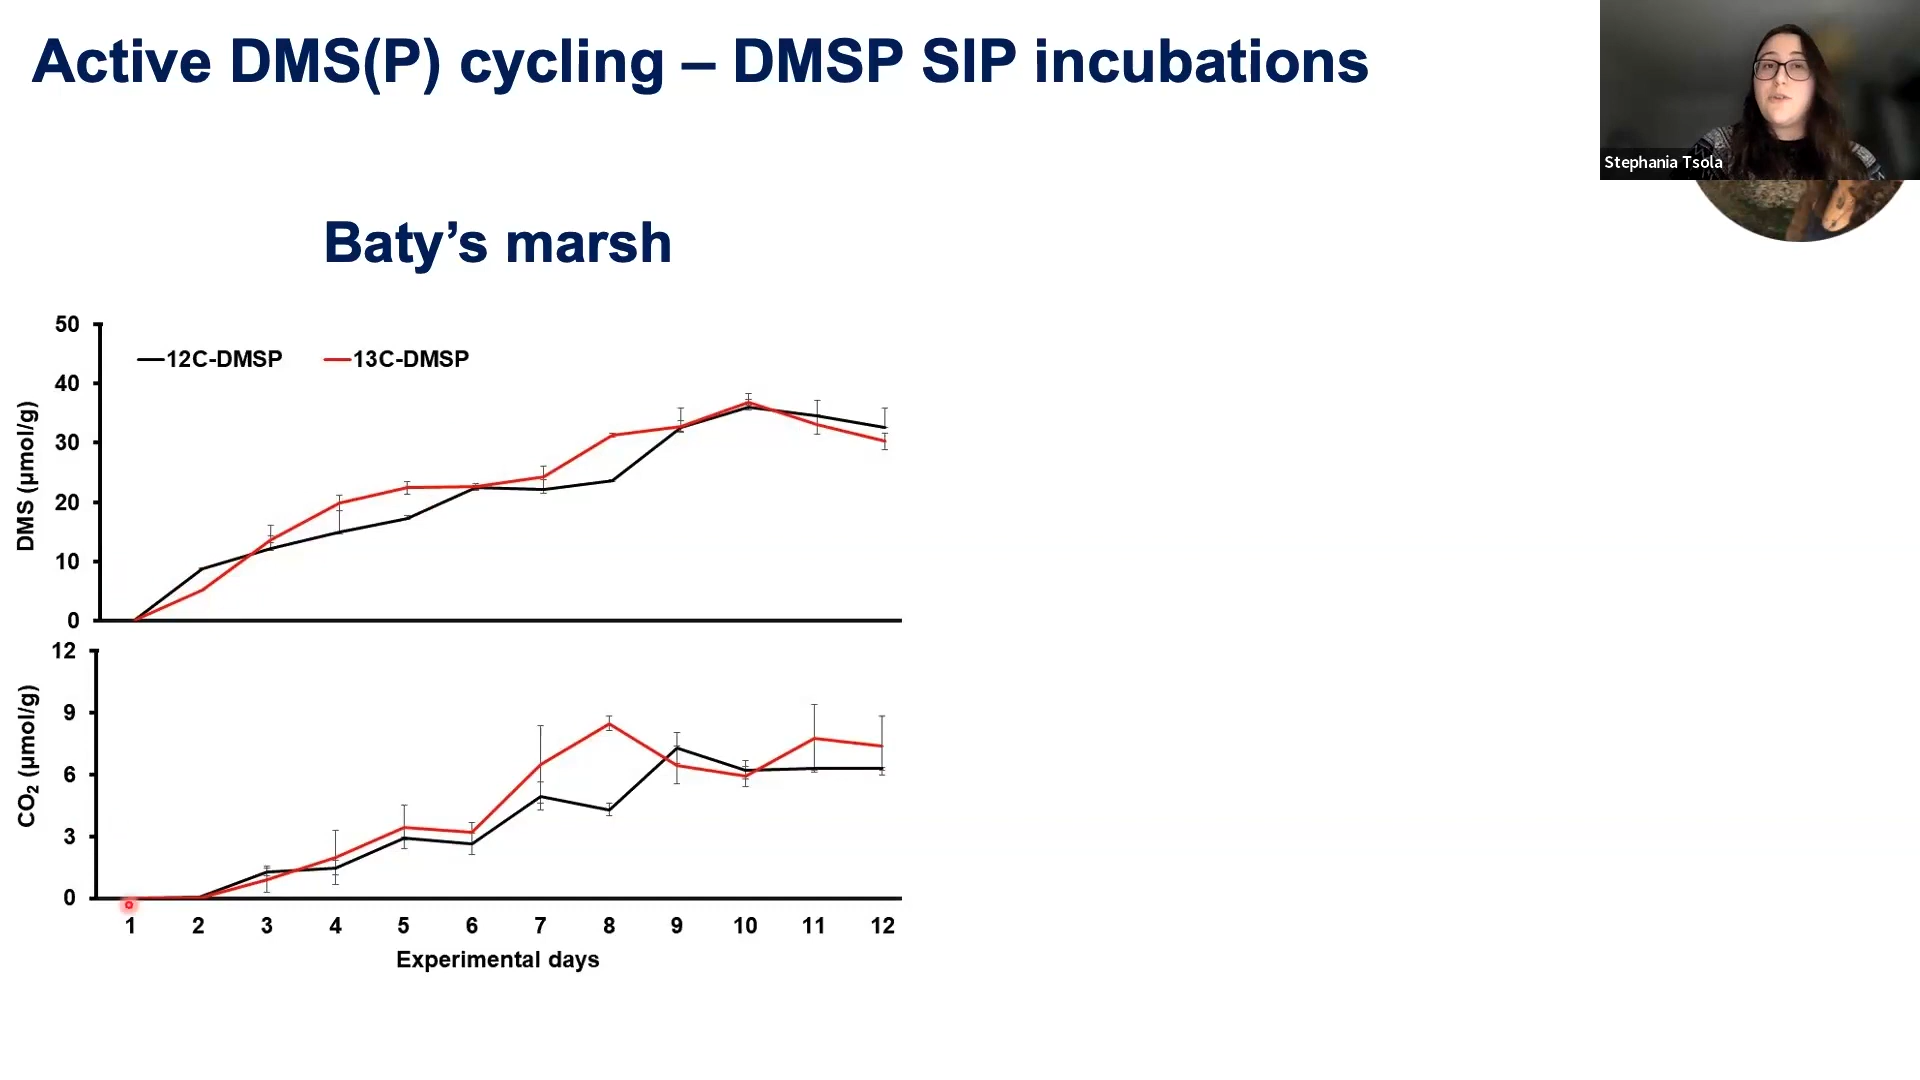 Active DMS(P) cycling – DMSP SIP incubations
Stephania Tsola
Baty’s marsh
50
40
30
20
10
0
DMS (µmol/g)
12C-DMSP
13C-DMSP
12
9
6
3
0
CO₂ (µmol/g)
1 2 3 4 5 6 7 8 9 10 11 12
Experimental days